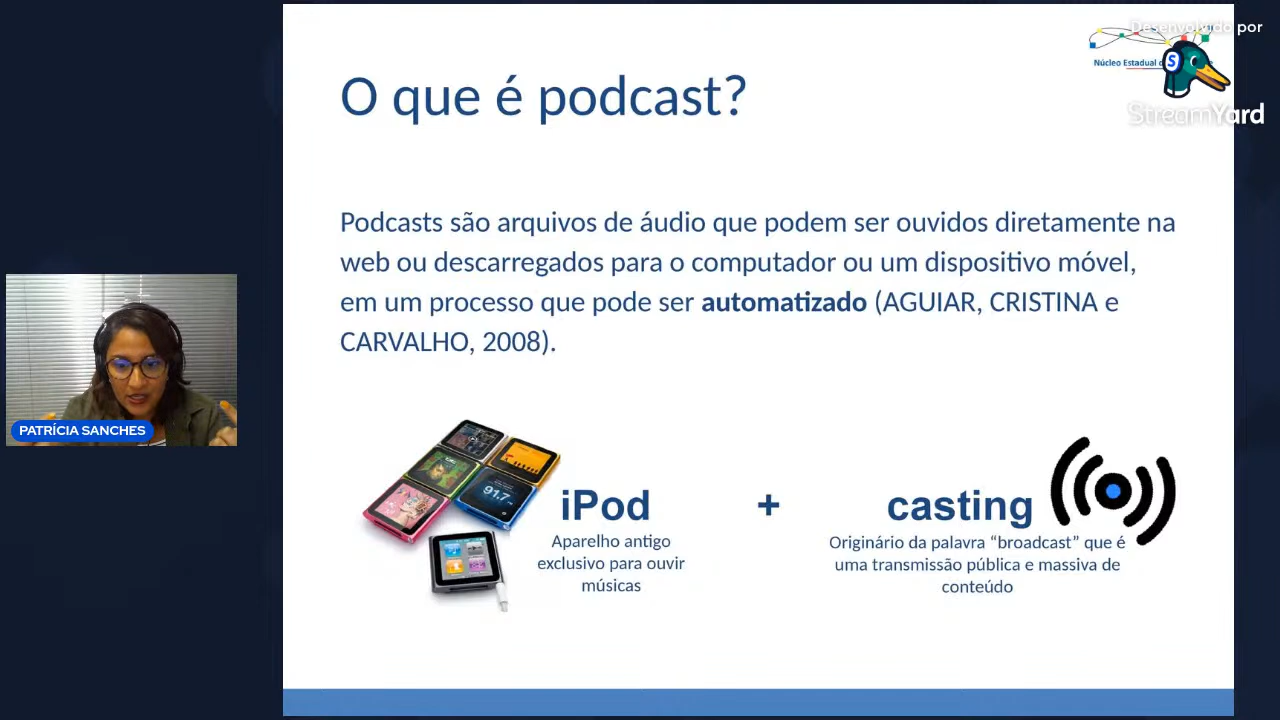 Desenvolvido por
Núcleo Estadual
StreamYard
O que é podcast?
Podcasts são arquivos de áudio que podem ser ouvidos diretamente na
web ou descarregados para o computador ou um dispositivo móvel,
em um processo que pode ser automatizado (AGUIAR, CRISTINA e
CARVALHO, 2008).
PATRÍCIA SANCHES
91.7
iPod + casting
Aparelho antigo
exclusivo para ouvir
músicas
Originário da palavra “broadcast” que é
uma transmissão pública e massiva de
conteúdo